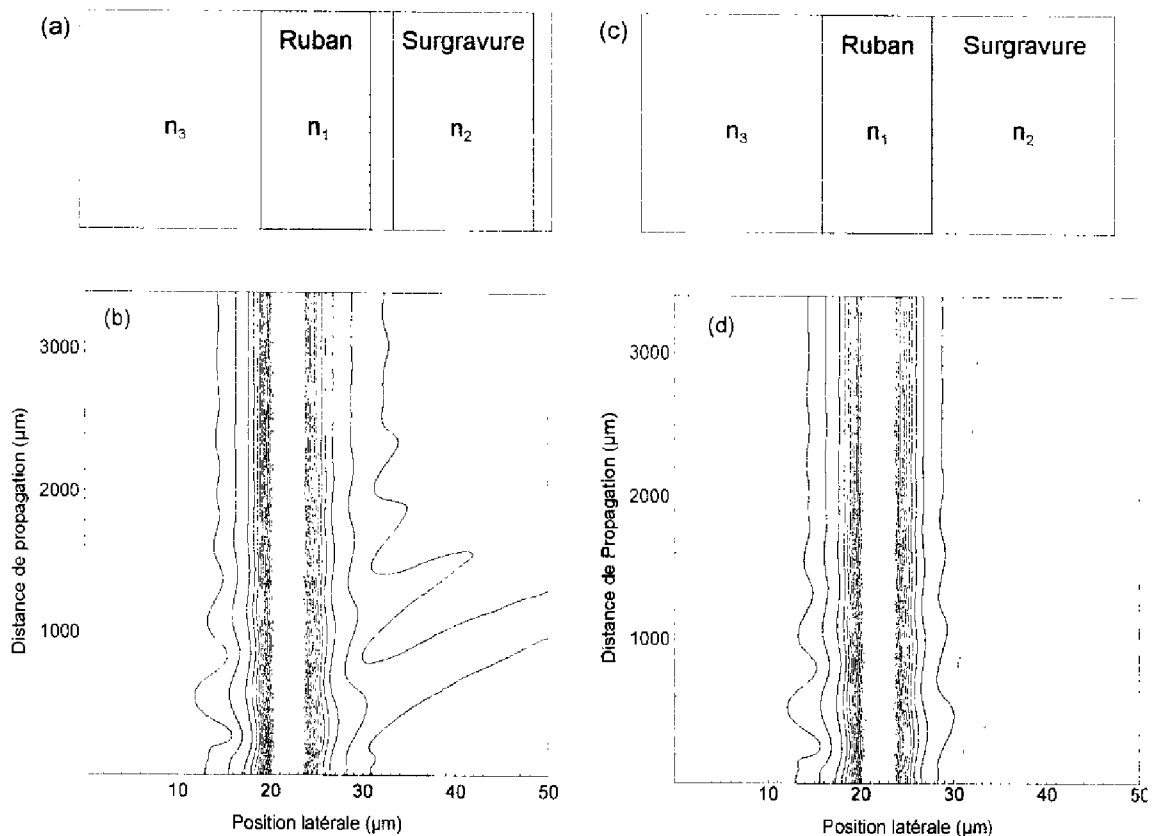 (a)
Ruban
Surgravure
n3
n1
n2
(c)
Ruban
Surgravure
n3
n1
n2
(b)
3000
2000
1000
Distance de propagation (µm)
10 20 30 40 50
Position latérale (µm)
(d)
3000
2000
1000
Distance de Propagation (µm)
10 20 30 40 50
Position latérale (µm)